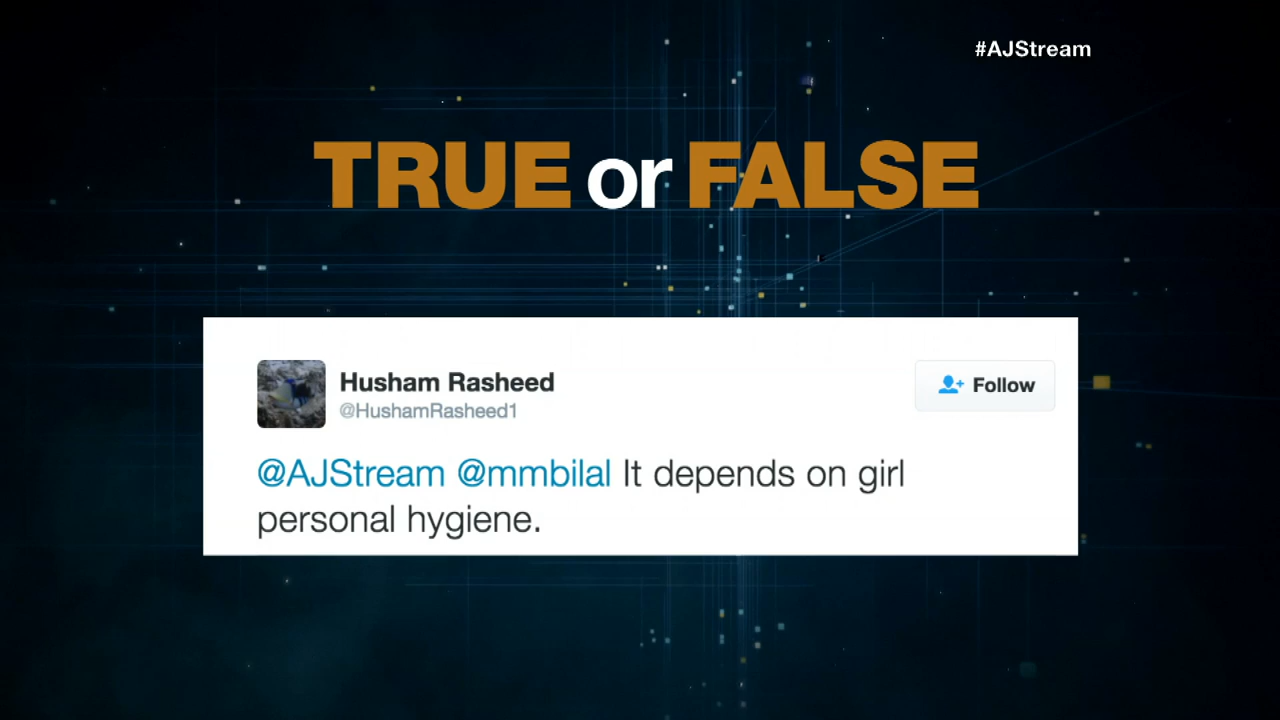 #AJStream
TRUE or FALSE
Husham Rasheed
@HushamRasheed1
Follow
@AJStream @mmbilal It depends on girl
personal hygiene.